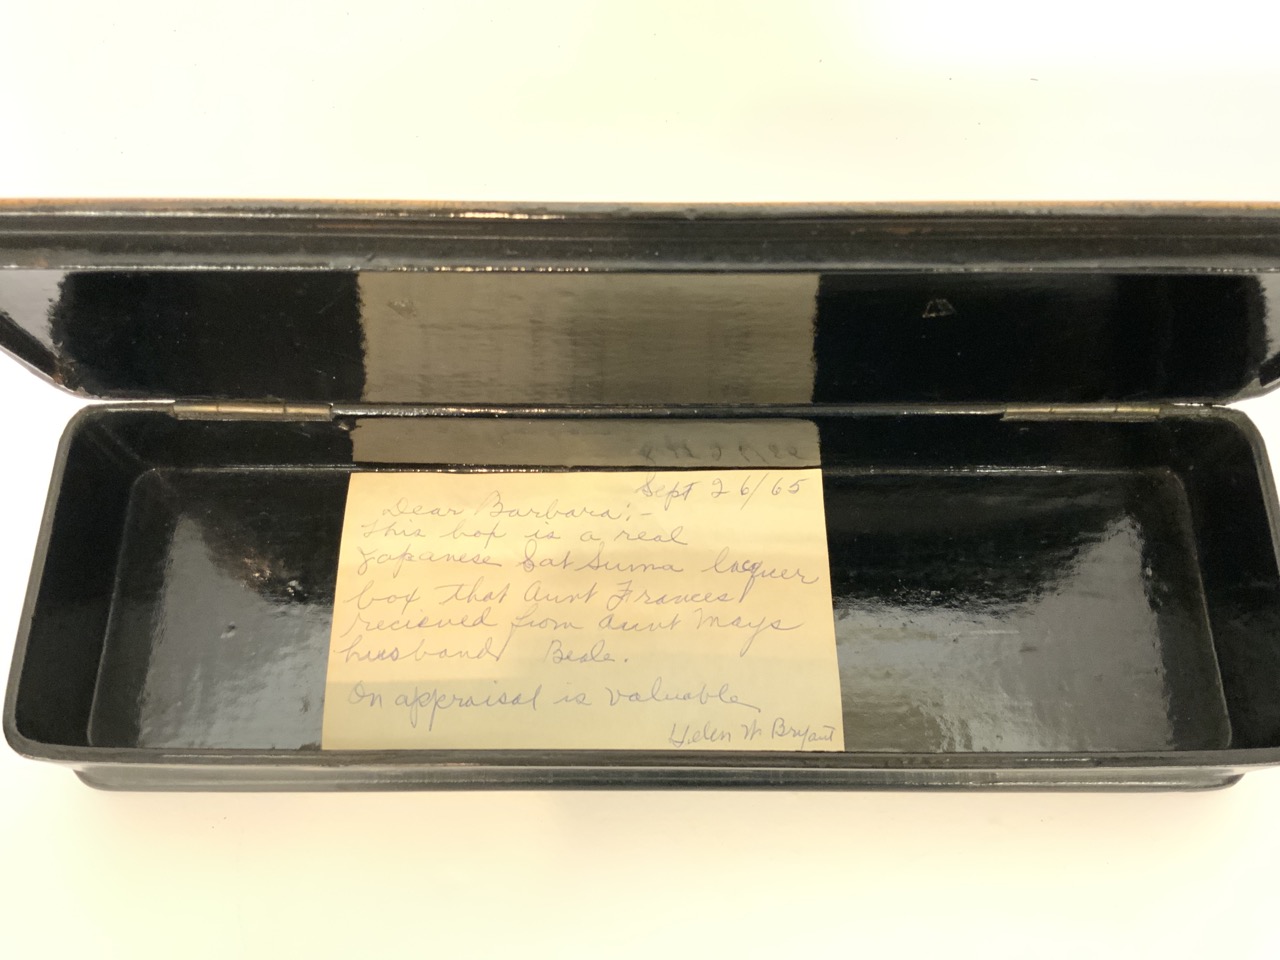 Sept 26/65
Dear Barbara;-
This box is a real
Japanese Sat Suma lacquer
box that Aunt Frances
recieved from Aunt Mays
husband Beale.
On appraisal is valuable
Helen W Bryant